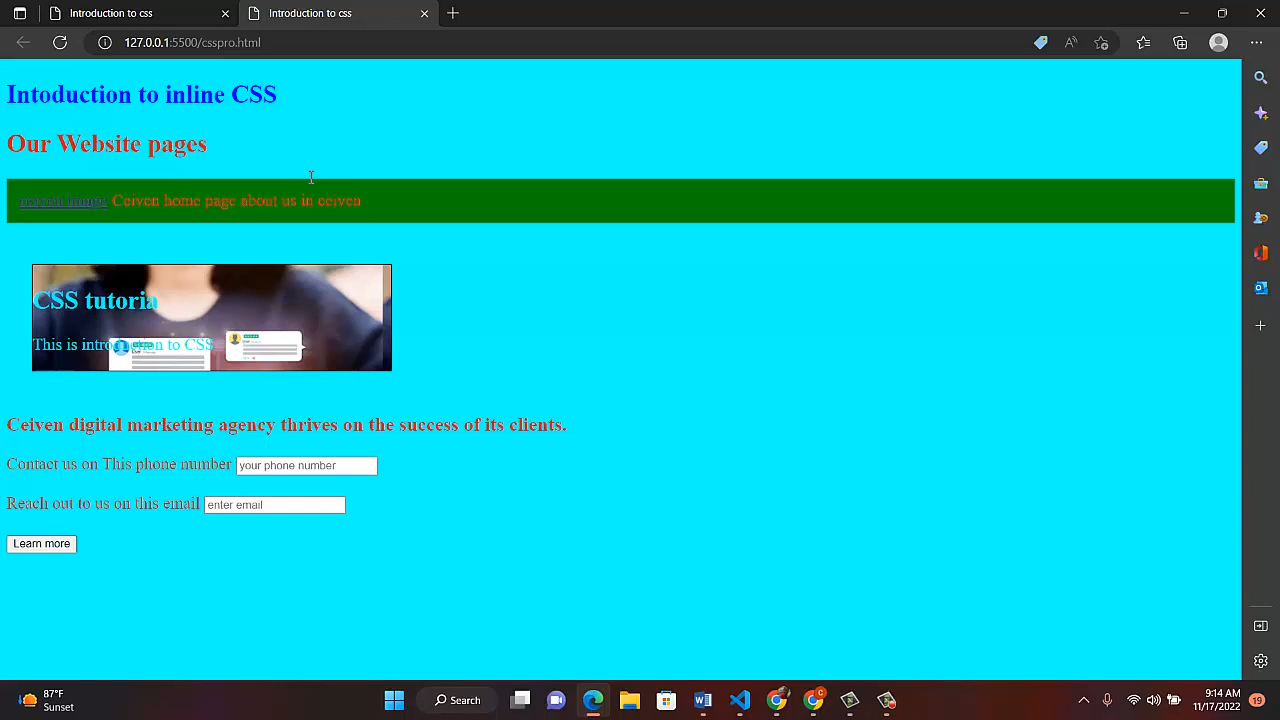 Introduction to css
Introduction to css
127.0.0.1:5500/csspro.html
Intoduction to inline CSS
Our Website pages
Ceiven home page about us in ceiven
CSS tutoria
This is introduction to CSS
Ceiven digital marketing agency thrives on the success of its clients.
Contact us on This phone number your phone number
Reach out to us on this email enter email
Learn more
87°F
Sunset
Search
9:14 AM
11/17/2022
19